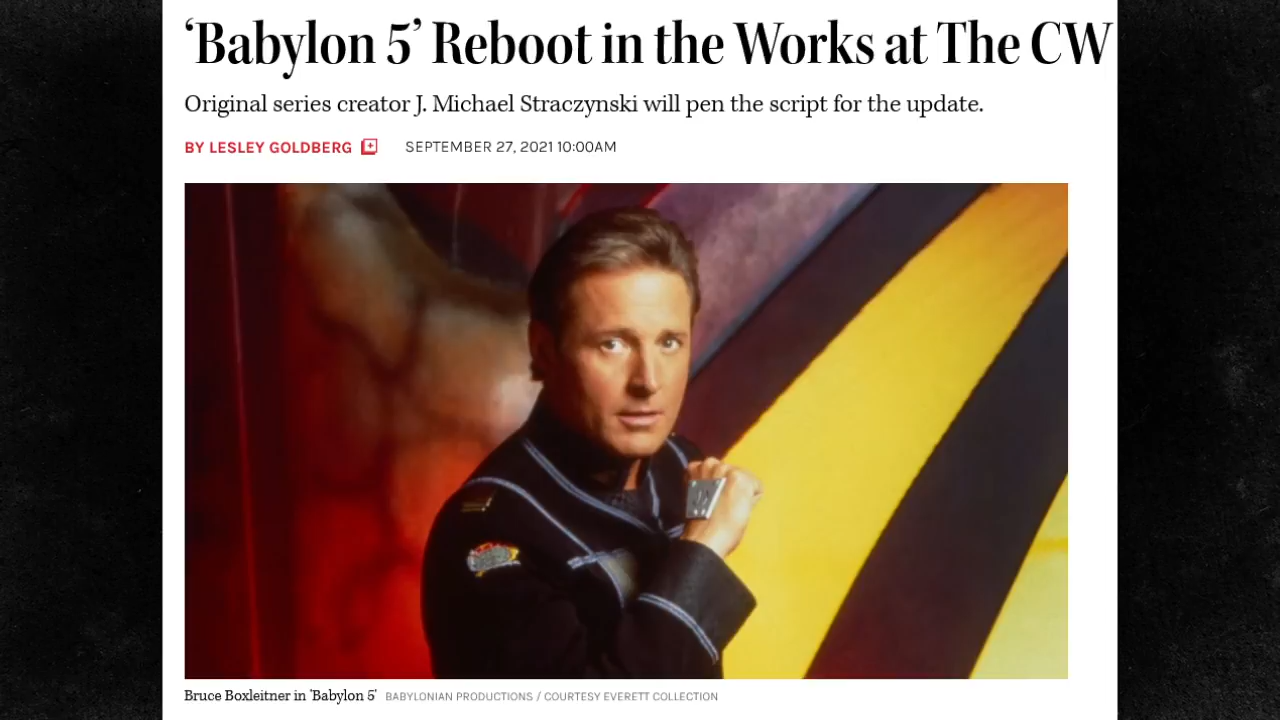 ‘Babylon 5’ Reboot in the Works at The CW
Original series creator J. Michael Straczynski will pen the script for the update.
BY LESLEY GOLDBERG SEPTEMBER 27, 2021 10:00AM
Bruce Boxleitner in 'Babylon 5' BABYLONIAN PRODUCTIONS / COURTESY EVERETT COLLECTION